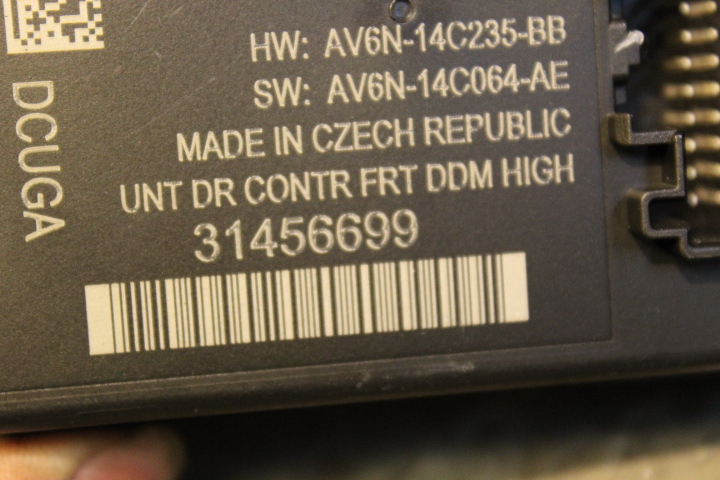 HW: AV6N-14C235-BB
SW: AV6N-14C064-AE
MADE IN CZECH REPUBLIC
UNT DR CONTR FRT DDM HIGH
31456699
DCUGA